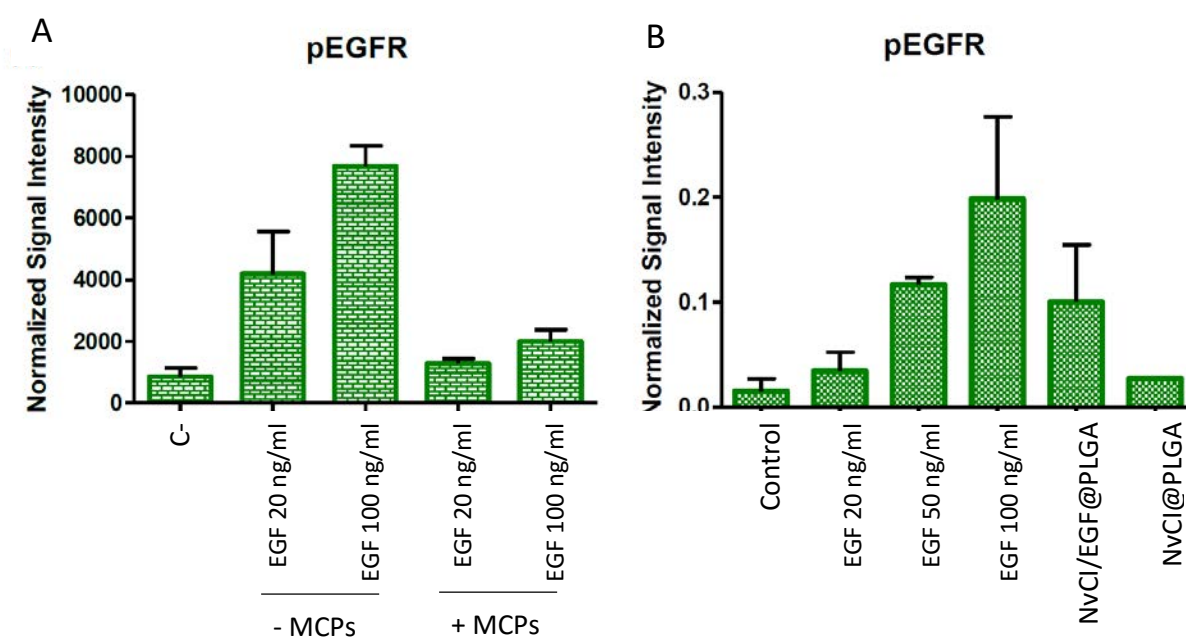 A
pEGFR
Normalized Signal Intensity
10000
8000
6000
4000
2000
0
C-
EGF 20 ng/ml
EGF 100 ng/ml
EGF 20 ng/ml
EGF 100 ng/ml
- MCPs
+ MCPs
B
pEGFR
Normalized Signal Intensity
0.3
0.2
0.1
0.0
Control
EGF 20 ng/ml
EGF 50 ng/ml
EGF 100 ng/ml
NvCl/EGF@PLGA
NvCl@PLGA